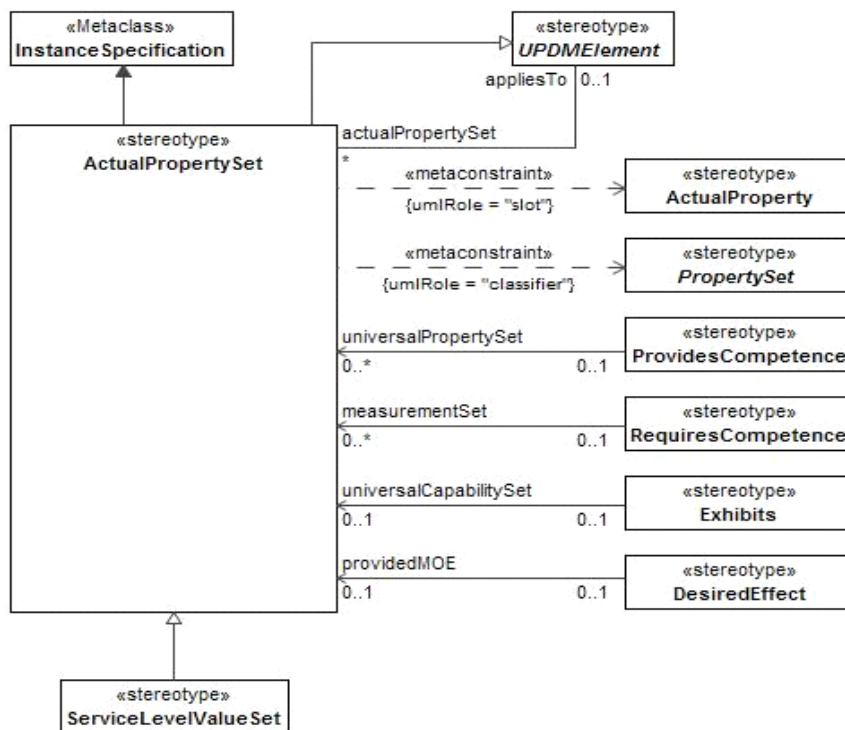 «Metaclass»
InstanceSpecification
«stereotype»
UPDMElement
appliesTo 0..1
«stereotype»
ActualPropertySet
actualPropertySet
*
«metaconstraint»
{umlRole = "slot"}
«stereotype»
ActualProperty
«metaconstraint»
{umlRole = "classifier"}
«stereotype»
PropertySet
universalPropertySet
0..* 0..1
«stereotype»
ProvidesCompetence
measurementSet
0..* 0..1
«stereotype»
RequiresCompetence
universalCapabilitySet
0..1 0..1
«stereotype»
Exhibits
providedMOE
0..1 0..1
«stereotype»
DesiredEffect
«stereotype»
ServiceLevelValueSet